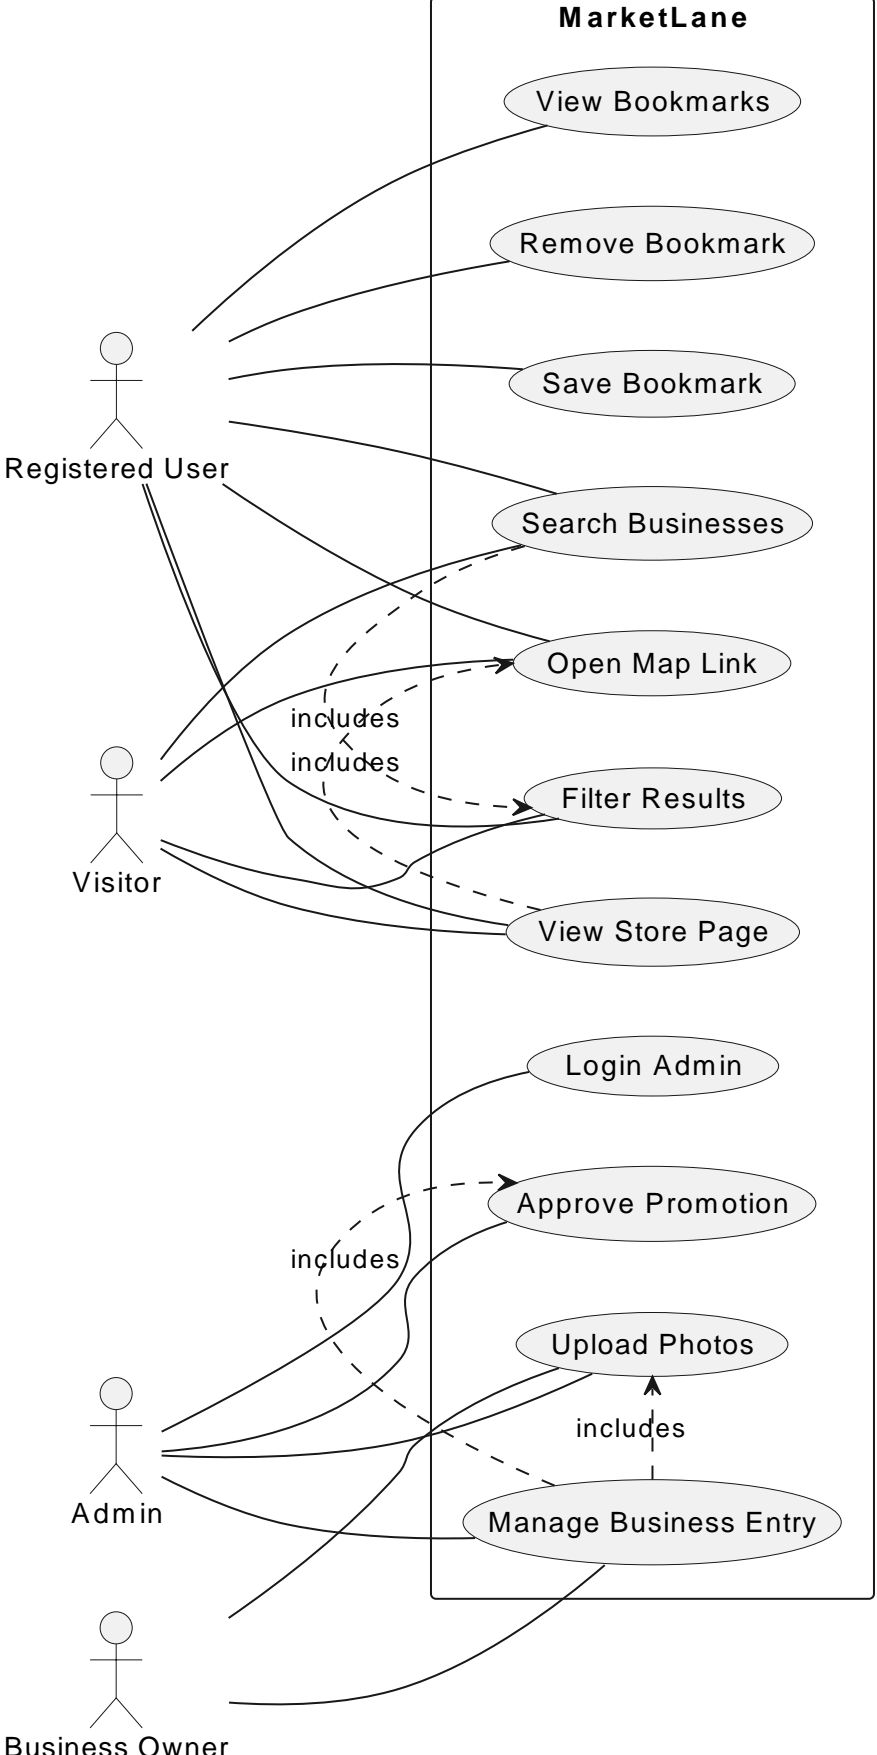 MarketLane
View Bookmarks
Remove Bookmark
Save Bookmark
Registered User
Search Businesses
Open Map Link
includes
includes
Filter Results
Visitor
View Store Page
Login Admin
Approve Promotion
includes
Upload Photos
includes
Admin
Manage Business Entry
Business Owner